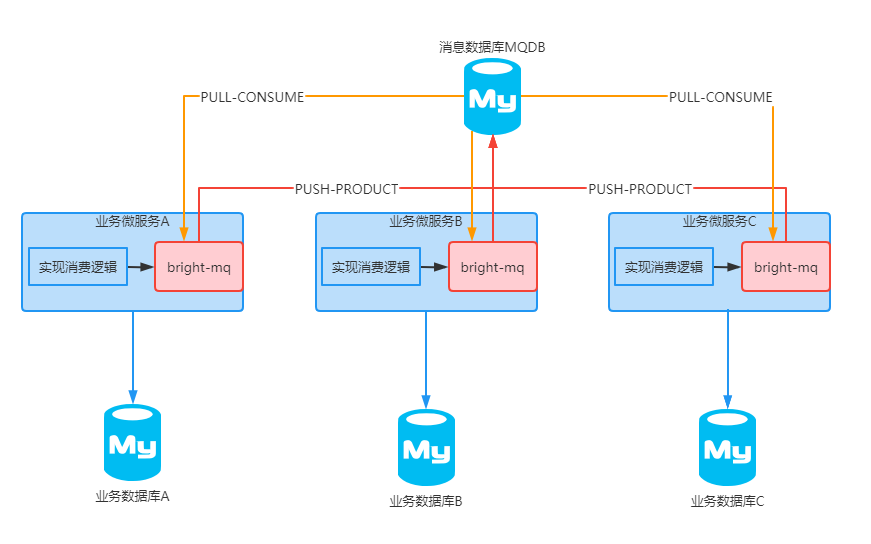 消息数据库MQDB
My
PULL-CONSUME
PULL-CONSUME
PUSH-PRODUCT
PUSH-PRODUCT
业务微服务A
实现消费逻辑
bright-mq
业务微服务B
实现消费逻辑
bright-mq
业务微服务C
实现消费逻辑
bright-mq
My
业务数据库A
My
业务数据库B
My
业务数据库C